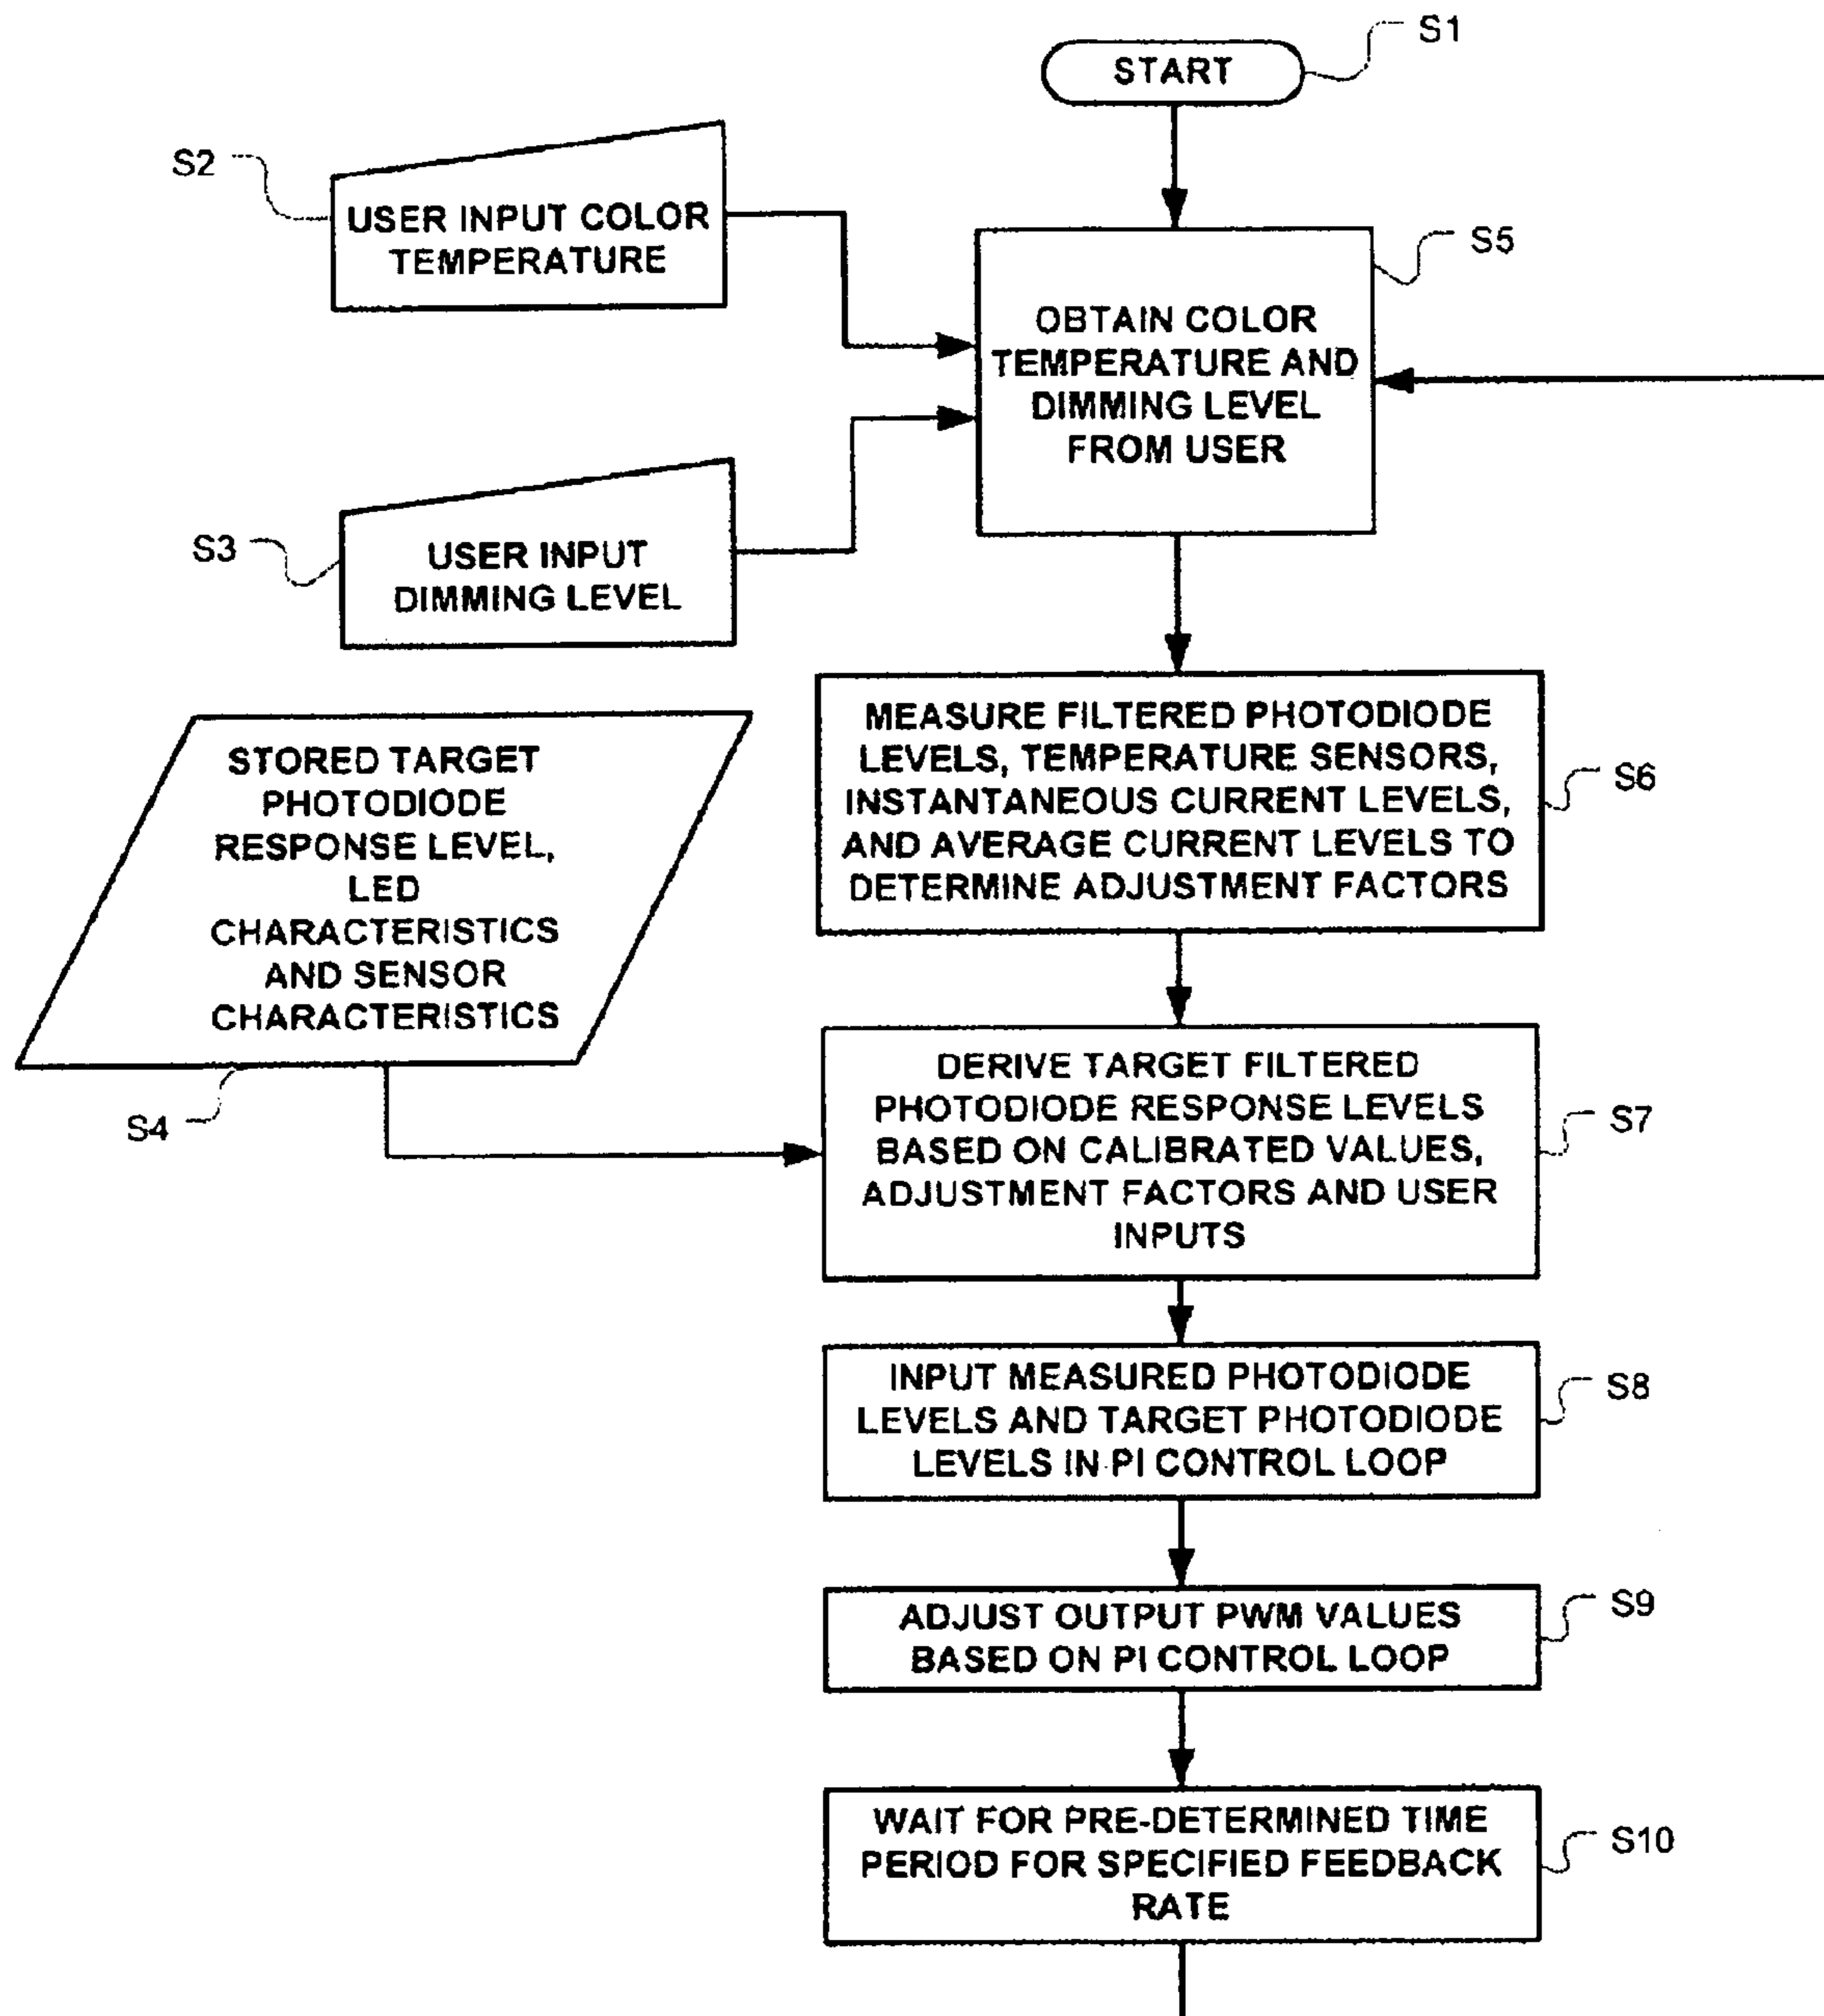 S1
START
S2
USER INPUT COLOR
TEMPERATURE
S5
OBTAIN COLOR
TEMPERATURE AND
DIMMING LEVEL
FROM USER
S3
USER INPUT
DIMMING LEVEL
MEASURE FILTERED PHOTODIODE
LEVELS, TEMPERATURE SENSORS,
INSTANTANEOUS CURRENT LEVELS,
AND AVERAGE CURRENT LEVELS TO
DETERMINE ADJUSTMENT FACTORS
S6
STORED TARGET
PHOTODIODE
RESPONSE LEVEL,
LED
CHARACTERISTICS
AND SENSOR
CHARACTERISTICS
S4
DERIVE TARGET FILTERED
PHOTODIODE RESPONSE LEVELS
BASED ON CALIBRATED VALUES,
ADJUSTMENT FACTORS AND USER
INPUTS
S7
INPUT MEASURED PHOTODIODE
LEVELS AND TARGET PHOTODIODE
LEVELS IN PI CONTROL LOOP
S8
ADJUST OUTPUT PWM VALUES
BASED ON PI CONTROL LOOP
S9
WAIT FOR PRE-DETERMINED TIME
PERIOD FOR SPECIFIED FEEDBACK
RATE
S10